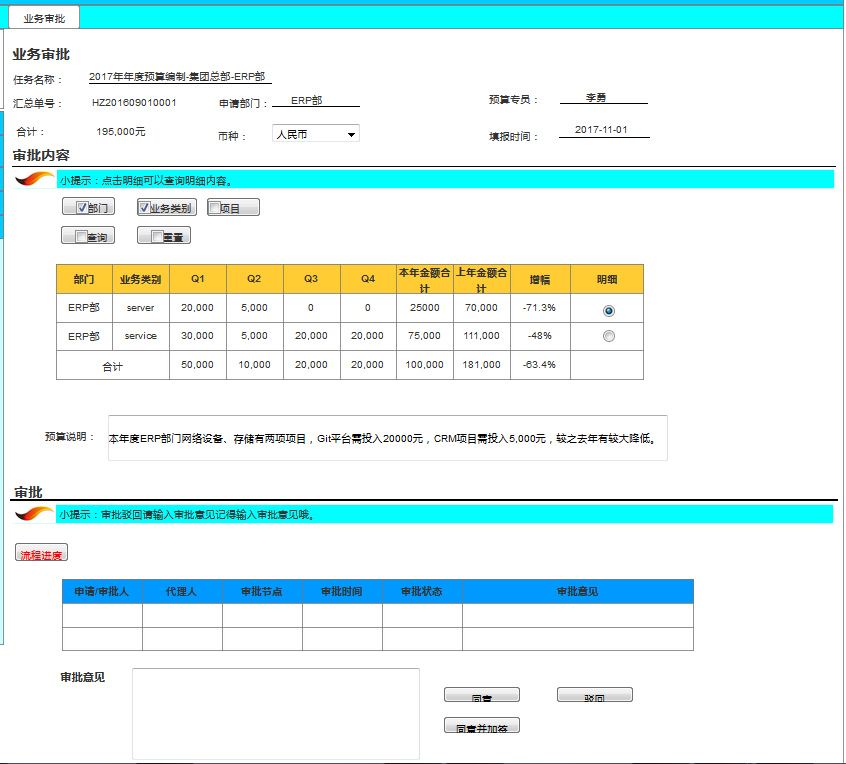 业务审批
业务审批
任务名称： 2017年年度预算编制-集团总部-ERP部
汇总单号： HZ201609010001 申请部门： ERP部 预算专员： 李勇
合计： 195,000元 币种： 人民币 填报时间： 2017-11-01
审批内容
小提示：点击明细可以查询明细内容。
部门 业务类别 项目
查询 重置
部门 业务类别 Q1 Q2 Q3 Q4 本年金额合计 上年金额合计 增幅 明细
ERP部 server 20,000 5,000 0 0 25000 70,000 -71.3%
ERP部 service 30,000 5,000 20,000 20,000 75,000 111,000 -48%
合计 50,000 10,000 20,000 20,000 100,000 181,000 -63.4%
预算说明： 本年度ERP部门网络设备、存储有两项项目，Git平台需投入20000元，CRM项目需投入5,000元，较之去年有较大降低。
审批
小提示：审批驳回请输入审批意见记得输入审批意见哦。
流程进度
申请/审批人 代理人 审批节点 审批时间 审批状态 审批意见
审批意见
同意 驳回
同意并加签